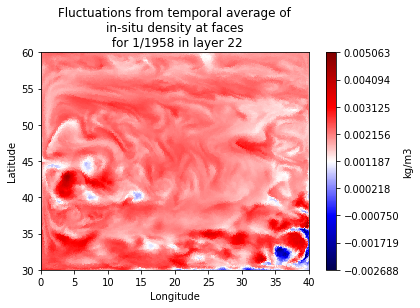 Fluctuations from temporal average of
in-situ density at faces
for 1/1958 in layer 22
60
55
50
45
40
35
30
Latitude
0 5 10 15 20 25 30 35 40
Longitude
0.005063
0.004094
0.003125
0.002156
0.001187
0.000218
−0.000750
−0.001719
−0.002688
kg/m3